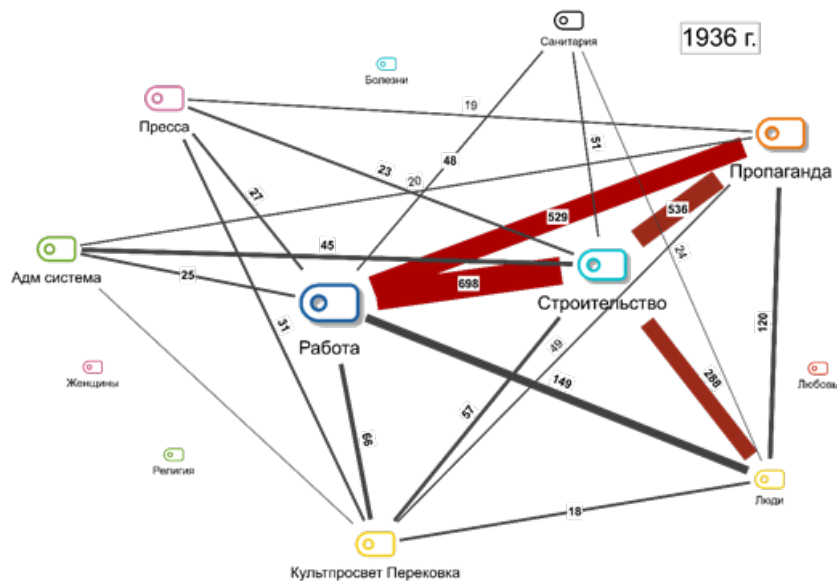 Санитария
1936 г.
Болезни
Пресса
19
Пропаганда
51
48
23
20
27
529
536
24
Адм система
45
25
698
Строительство
31
Работа
49
120
Женщины
149
288
Любовь
57
66
Религия
Люди
18
Культпросвет Перековка